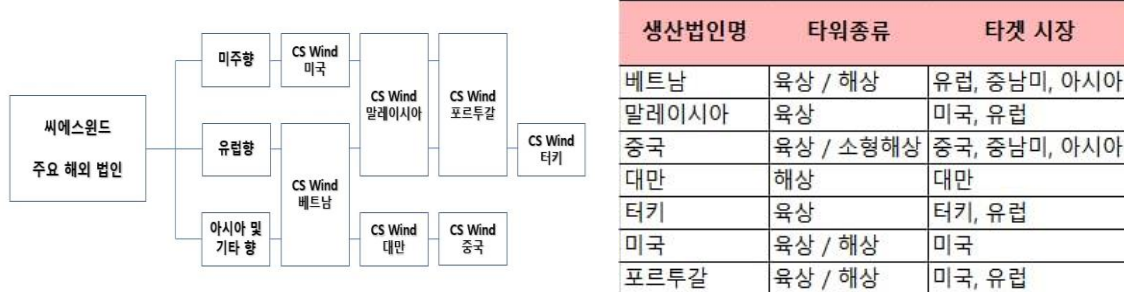 씨에스윈드
주요 해외 법인
미주향
CS Wind
미국
CS Wind
말레이시아
CS Wind
포르투갈
유럽향
CS Wind
베트남
CS Wind
터키
아시아 및
기타 향
CS Wind
대만
CS Wind
중국
생산법인명 타워종류 타겟 시장
베트남 육상 / 해상 유럽, 중남미, 아시아
말레이시아 육상 미국, 유럽
중국 육상 / 소형해상 중국, 중남미, 아시아
대만 해상 대만
터키 육상 터키, 유럽
미국 육상 / 해상 미국
포르투갈 육상 / 해상 미국, 유럽